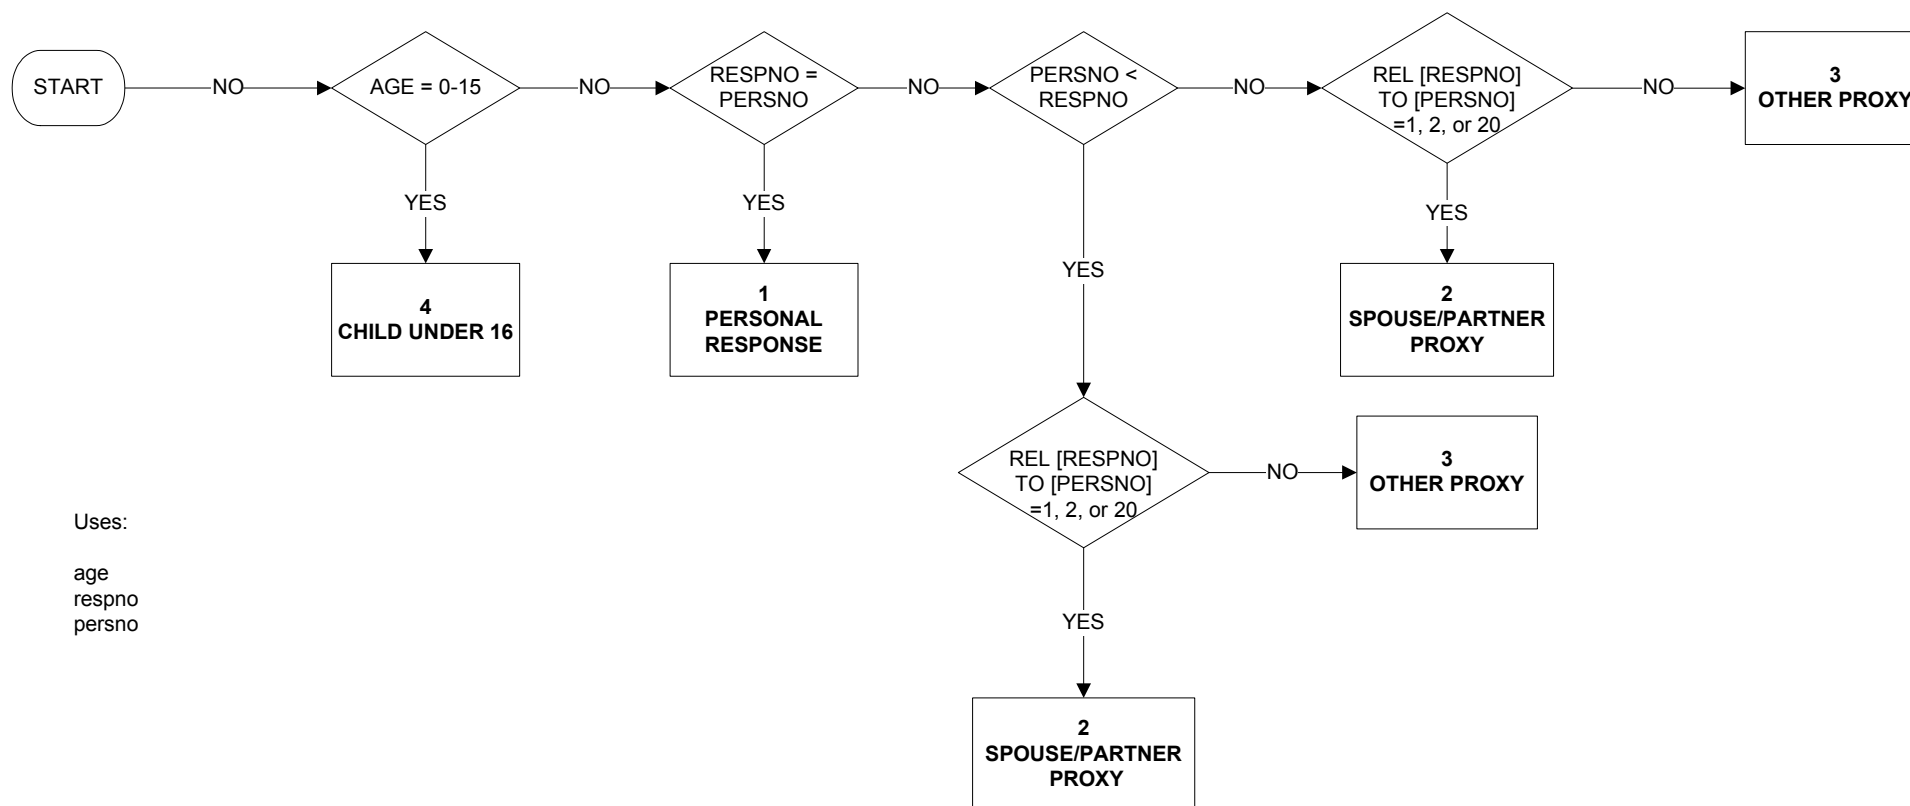 START
NO
AGE = 0-15
NO
RESPNO =
PERSNO
NO
PERSNO <
RESPNO
NO
REL [RESPNO]
TO [PERSNO]
=1, 2, or 20
NO
3
OTHER PROXY
YES
YES
YES
YES
4
CHILD UNDER 16
1
PERSONAL
RESPONSE
2
SPOUSE/PARTNER
PROXY
REL [RESPNO]
TO [PERSNO]
=1, 2, or 20
NO
3
OTHER PROXY
YES
2
SPOUSE/PARTNER
PROXY
Uses:
age
respno
persno